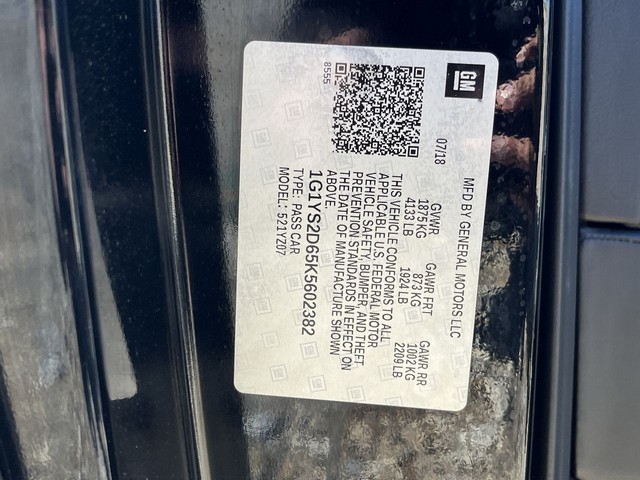 GM
MFD BY GENERAL MOTORS LLC
07/18
GVWR GAWR FRT GAWR RR
1875 KG 873 KG 1002 KG
4133 LB 1924 LB 2209 LB
THIS VEHICLE CONFORMS TO ALL
APPLICABLE U.S. FEDERAL MOTOR
VEHICLE SAFETY, BUMPER, AND THEFT
PREVENTION STANDARDS IN EFFECT ON
THE DATE OF MANUFACTURE SHOWN
ABOVE.
8555
1G1YS2D65K5602382
TYPE: PASS CAR
MODEL: 521Y207